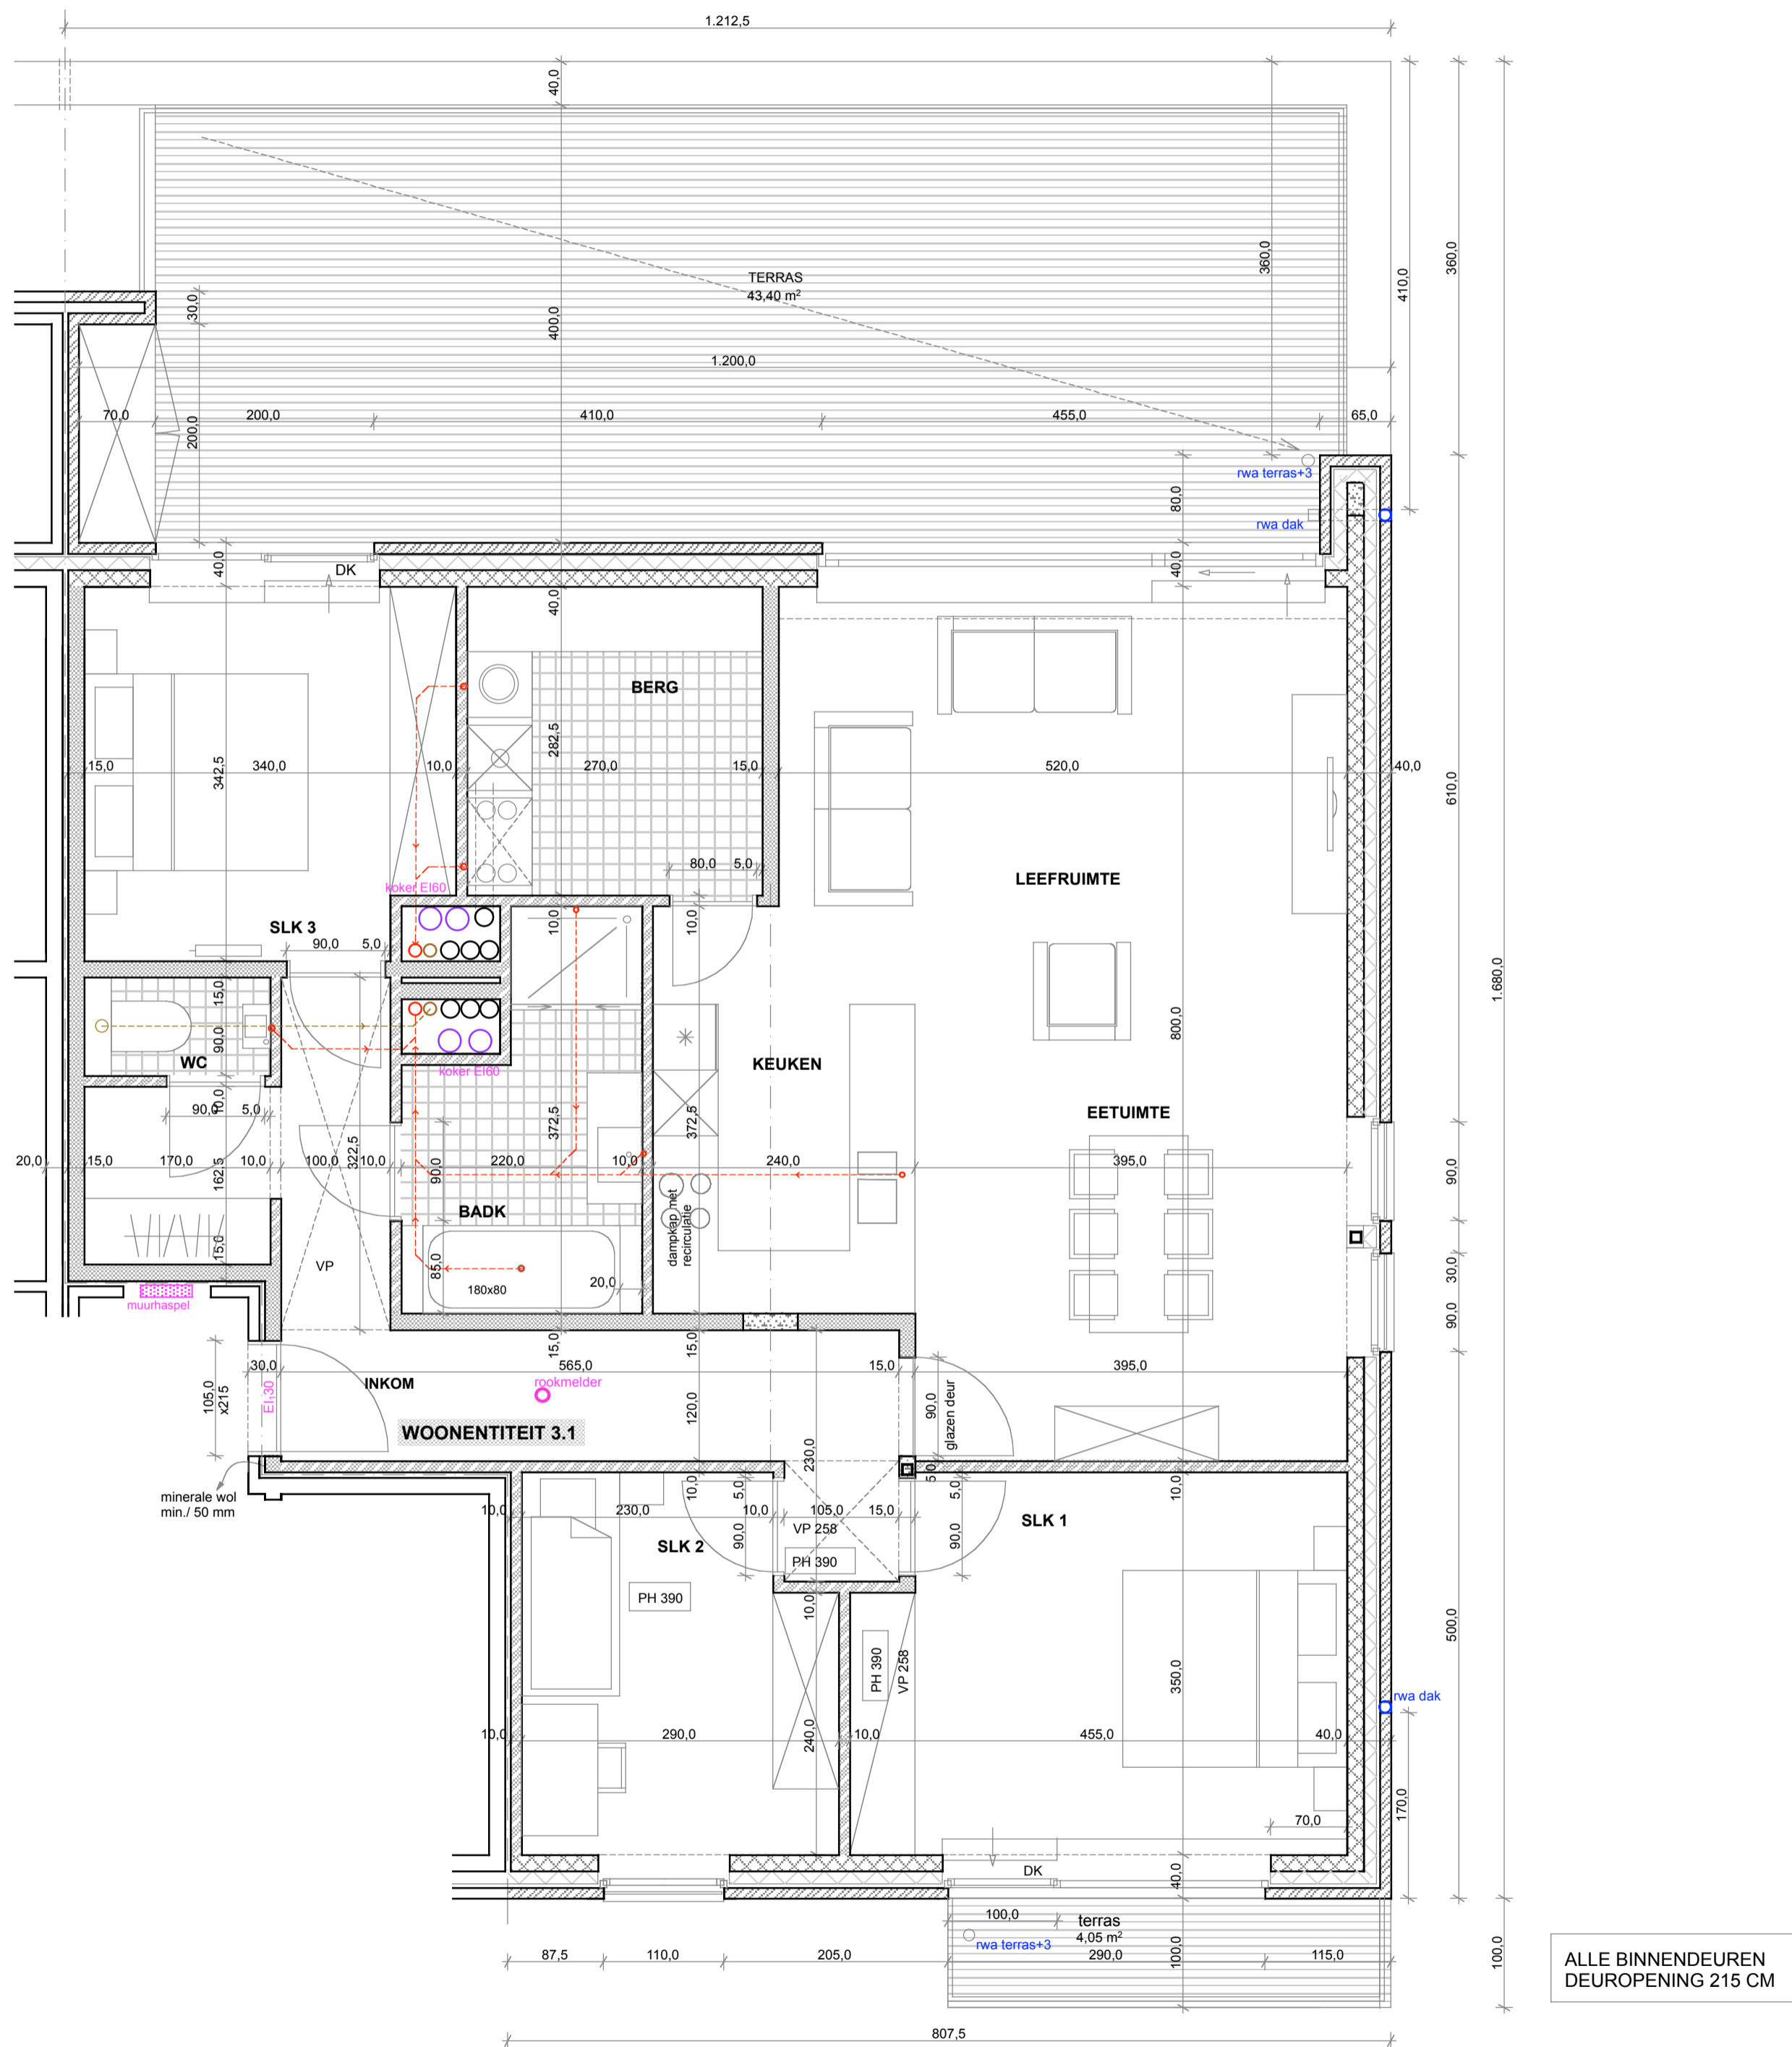 1.212,5
40,0
360,0
410,0
360,0
TERRAS
43,40 m²
30,0
400,0
1.200,0
70,0
200,0
410,0
455,0
65,0
200,0
rwa terras+3
80,0
rwa dak
40,0
DK
40,0
40,0
BERG
282,5
342,5
15,0
340,0
10,0
270,0
15,0
520,0
40,0
610,0
80,0
5,0
LEEFRUIMTE
koker EI60
10,0
10,0
SLK 3
90,0
5,0
1.680,0
15,0
90,0
WC
800,0
KEUKEN
koker EI60
10,0
90,0
5,0
322,5
372,5
372,5
EETUIMTE
20,0
15,0
170,0
10,0
100,0
10,0
220,0
10,0
240,0
395,0
90,0
162,5
90,0
BADK
dampkap met
recirculatie
15,0
VP
85,0
180x80
20,0
30,0
muurhaspel
90,0
15,0
15,0
30,0
565,0
15,0
395,0
105,0
x215
EI₁30
INKOM
rookmelder
120,0
90,0
glazen deur
WOONENTITEIT 3.1
230,0
minerale wol
min./ 50 mm
10,0
5,0
5,0
5,0
10,0
10,0
230,0
10,0
105,0
15,0
SLK 1
VP 258
SLK 2
90,0
90,0
PH 390
PH 390
10,0
500,0
PH 390
VP 258
350,0
rwa dak
10,0
290,0
240,0
10,0
455,0
40,0
170,0
70,0
DK
40,0
100,0
terras
4,05 m²
rwa terras+3
87,5
110,0
205,0
290,0
115,0
100,0
100,0
ALLE BINNENDEUREN
DEUROPENING 215 CM
807,5